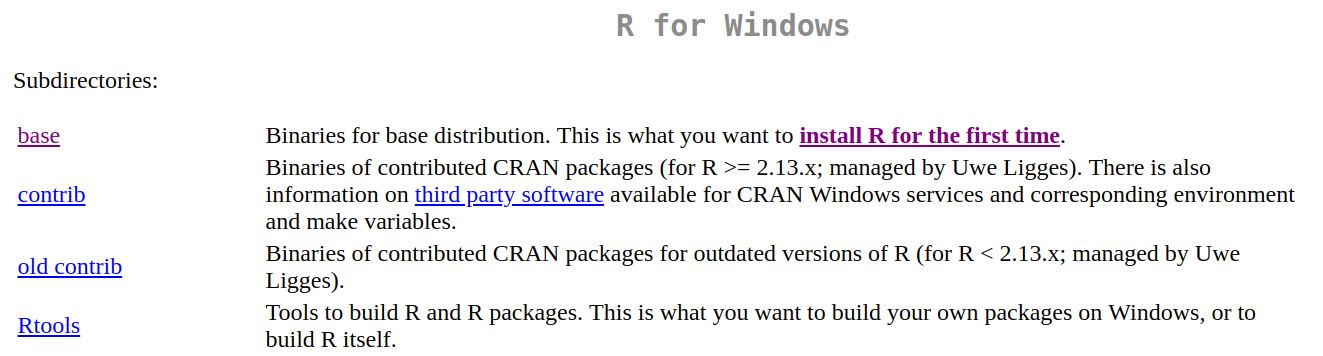 R for Windows
Subdirectories:
base Binaries for base distribution. This is what you want to install R for the first time.
Binaries of contributed CRAN packages (for R >= 2.13.x; managed by Uwe Ligges). There is also
contrib information on third party software available for CRAN Windows services and corresponding environment
and make variables.
old contrib Binaries of contributed CRAN packages for outdated versions of R (for R < 2.13.x; managed by Uwe
Ligges).
Rtools Tools to build R and R packages. This is what you want to build your own packages on Windows, or to
build R itself.